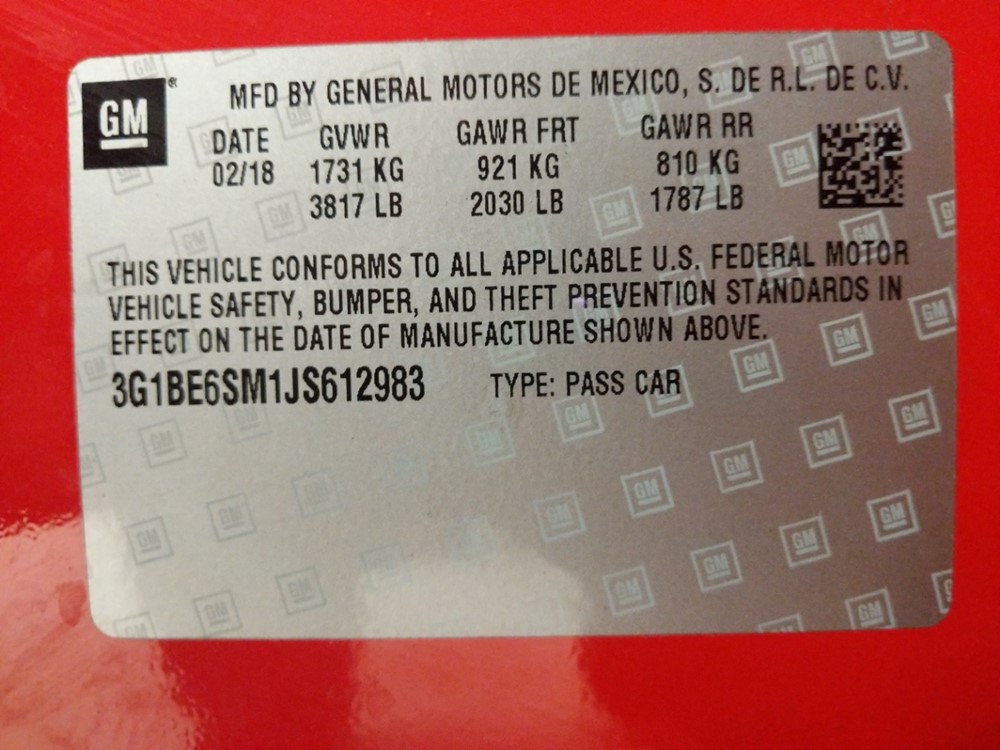 GM®
MFD BY GENERAL MOTORS DE MEXICO, S. DE R.L. DE C.V.
DATE GVWR GAWR FRT GAWR RR
02/18 1731 KG 921 KG 810 KG
3817 LB 2030 LB 1787 LB
THIS VEHICLE CONFORMS TO ALL APPLICABLE U.S. FEDERAL MOTOR
VEHICLE SAFETY, BUMPER, AND THEFT PREVENTION STANDARDS IN
EFFECT ON THE DATE OF MANUFACTURE SHOWN ABOVE.
3G1BE6SM1JS612983 TYPE: PASS CAR